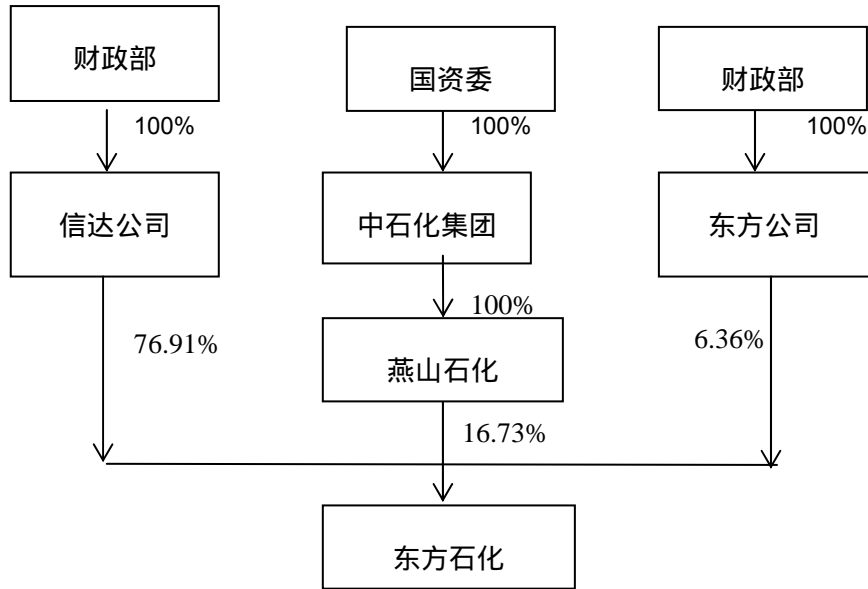 财政部
国资委
财政部
100%
100%
100%
信达公司
中石化集团
东方公司
100%
76.91%
6.36%
燕山石化
16.73%
东方石化